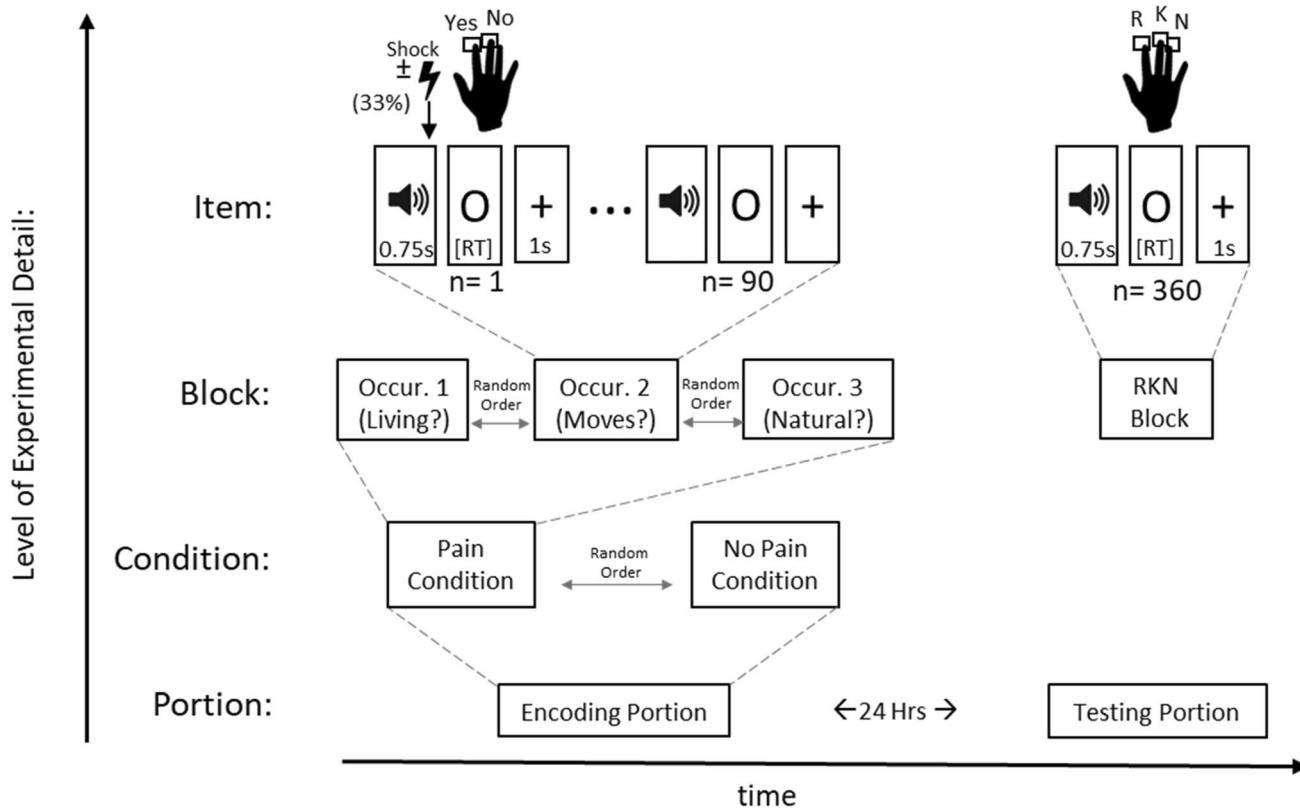 Level of Experimental Detail:
Yes No
Shock
±
(33%)
R K N
Item:
0.75s
O
[RT]
+
1s
...
O
+
0.75s
O
[RT]
+
1s
n= 1
n= 90
n= 360
Block:
Occur. 1
(Living?)
Random
Order
Occur. 2
(Moves?)
Random
Order
Occur. 3
(Natural?)
RKN
Block
Condition:
Pain
Condition
Random
Order
No Pain
Condition
Portion:
Encoding Portion
←24 Hrs →
Testing Portion
time